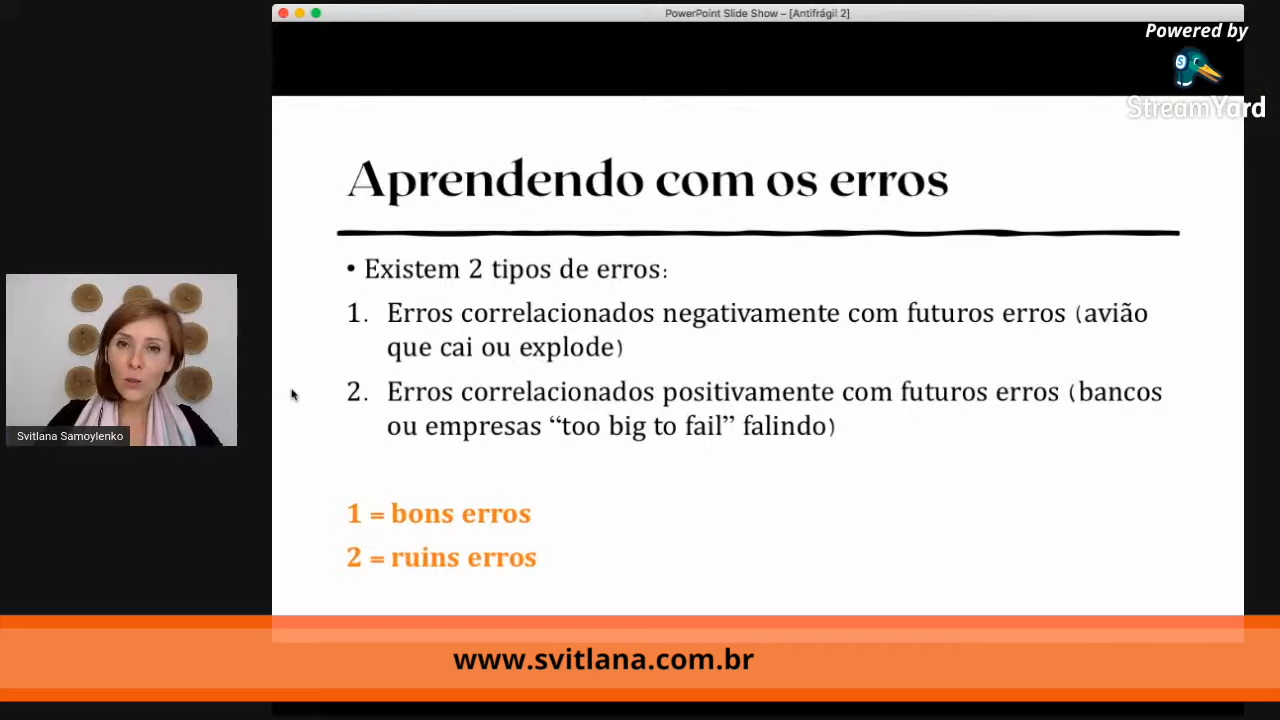 PowerPoint Slide Show – [Antifrágil 2]
Powered by
S
StreamYard
Aprendendo com os erros
• Existem 2 tipos de erros:
1. Erros correlacionados negativamente com futuros erros (avião
que cai ou explode)
2. Erros correlacionados positivamente com futuros erros (bancos
ou empresas “too big to fail” falindo)
Svitlana Samoylenko
1 = bons erros
2 = ruins erros
www.svitlana.com.br